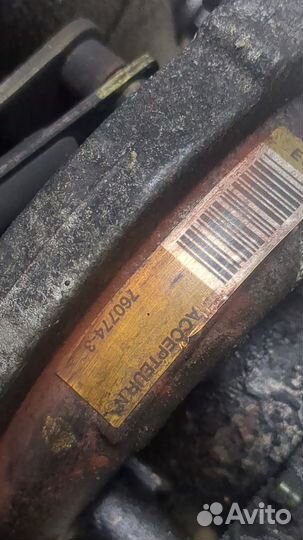 ACCEPTEUR N°
760774-3
E
Avito